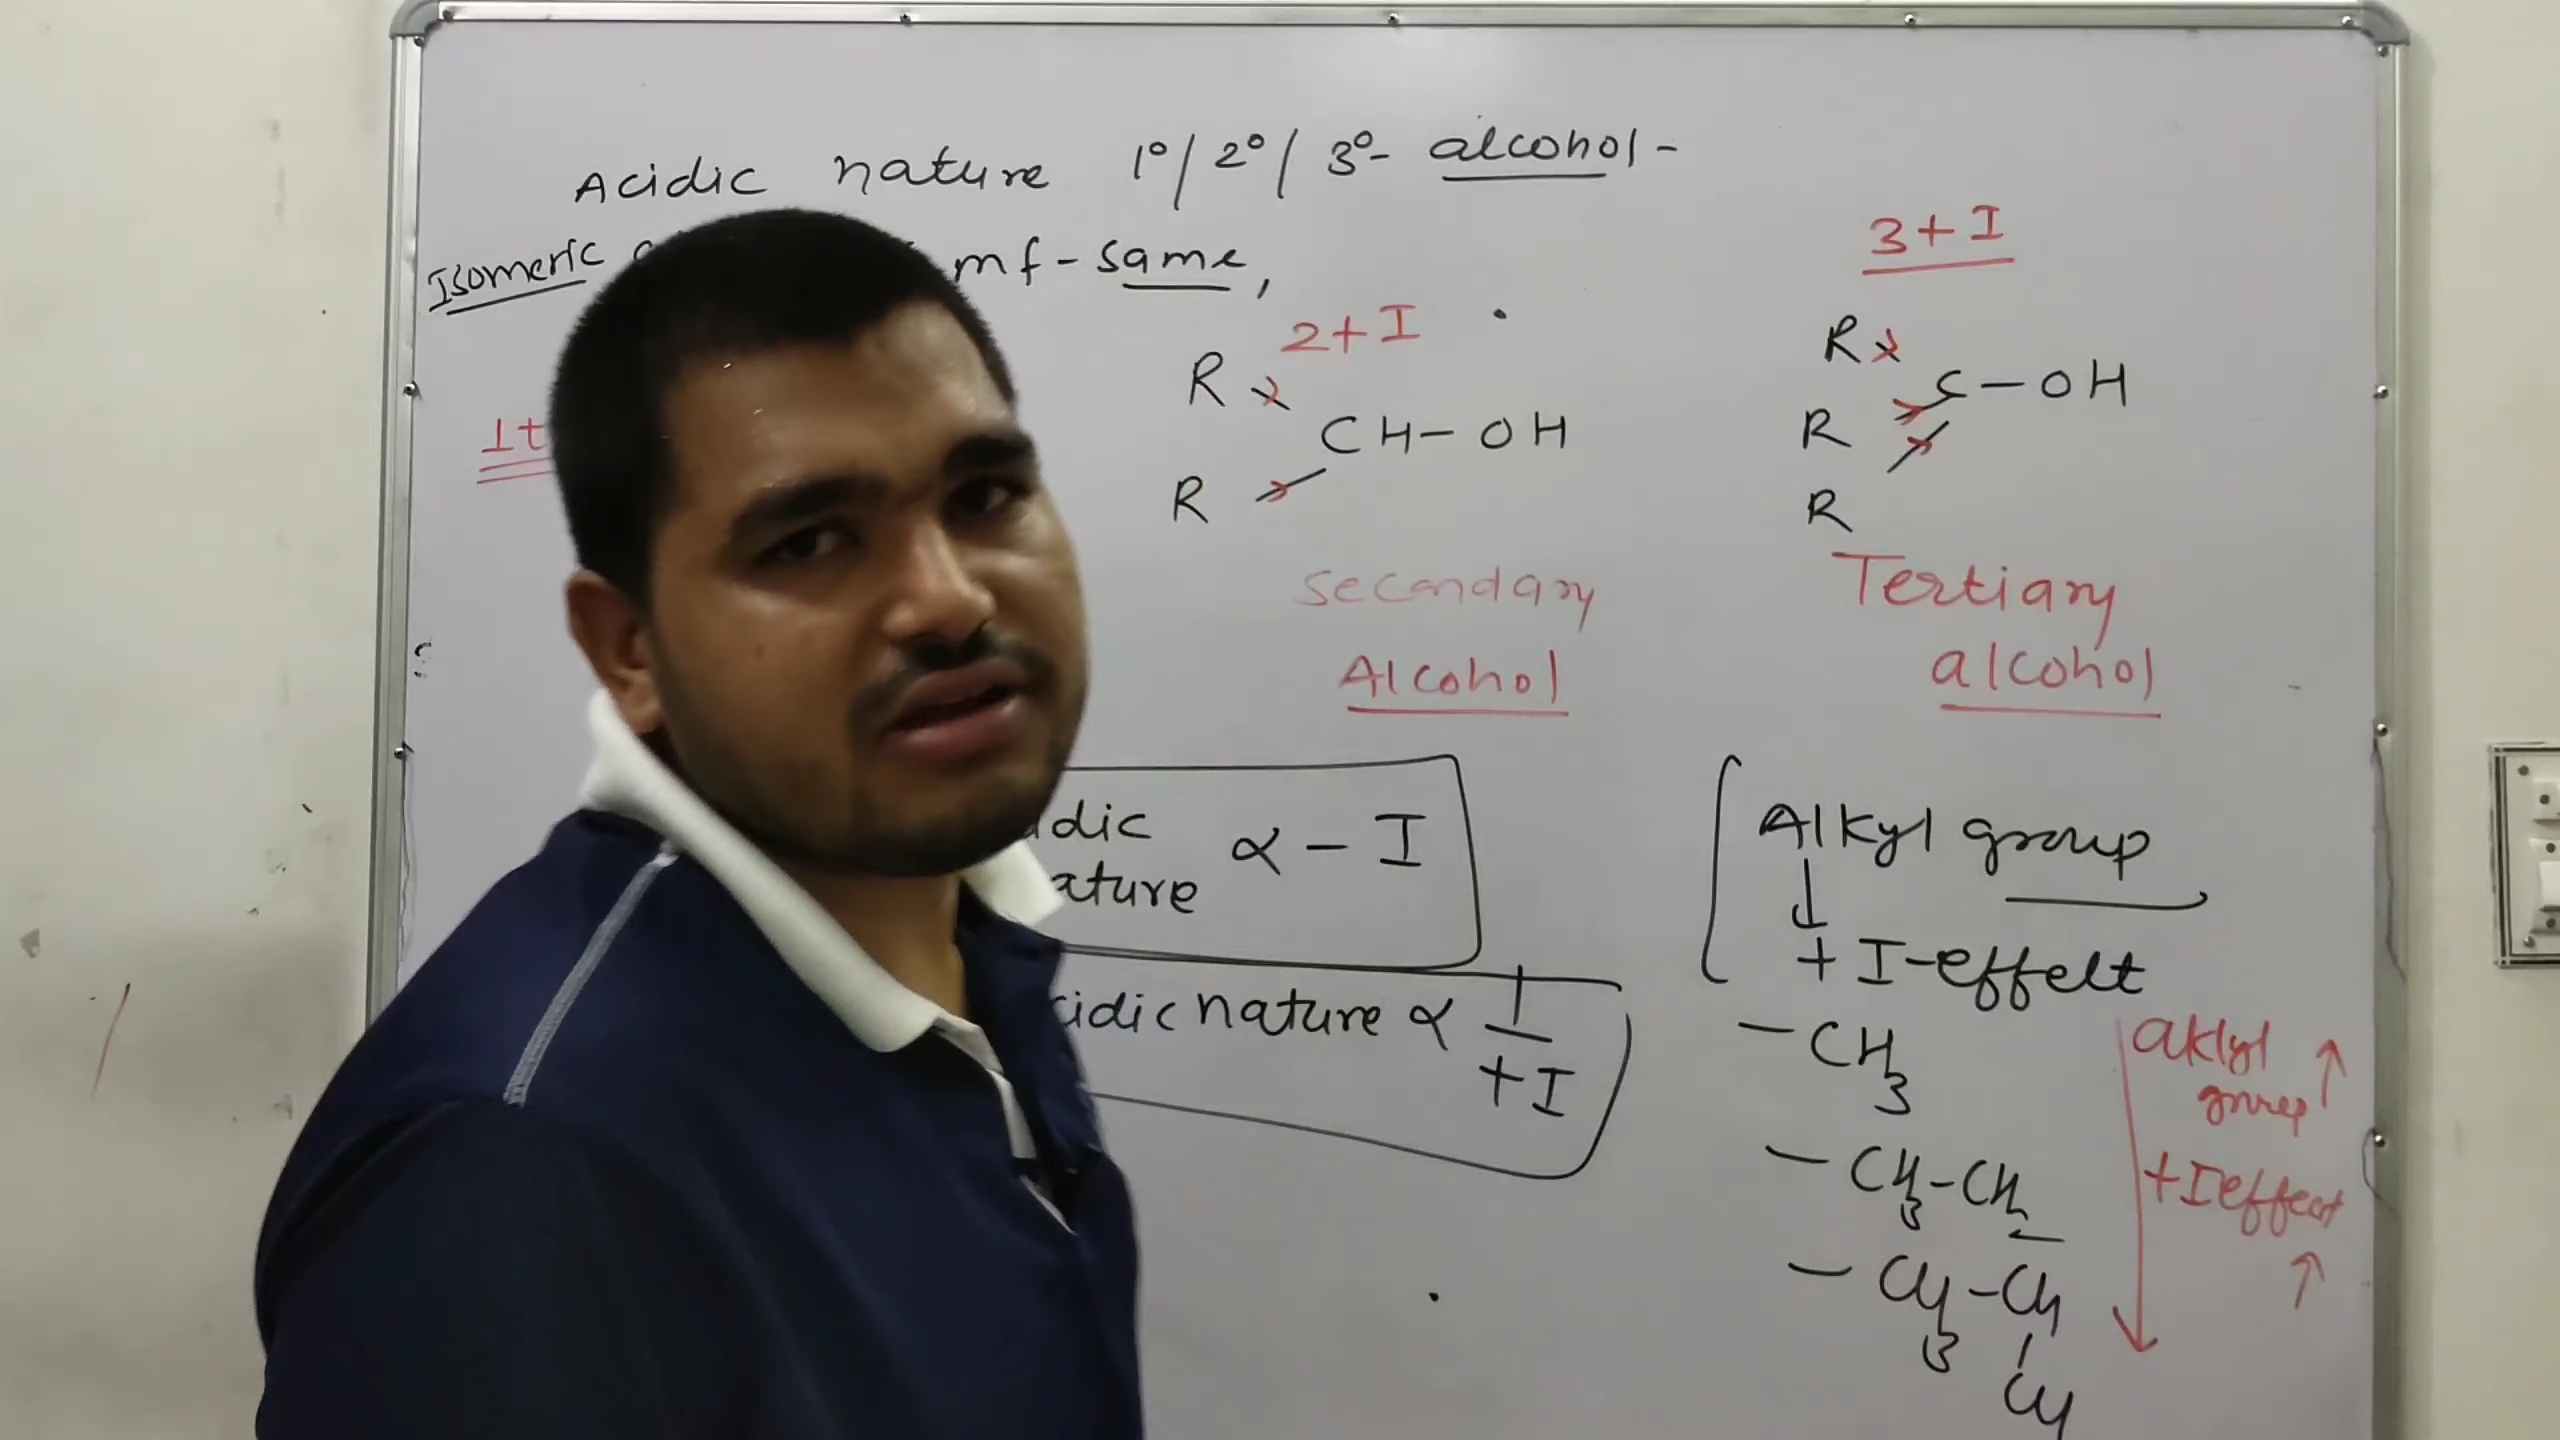 Acidic nature 1°/2°/3°- alcohol-
Isomeric mf-same,
2+I
R
CH-OH
R
Secondary
Alcohol
3+I
R
C-OH
R
R
Tertiary
alcohol
dic
ature
∝ - I
cidic nature ∝ 1
+I
Alkyl group
↓
+I-effelt
-CH3
-CH3-CH2
-CH3-CH
CH
aklyl ↑
group
+I effect
↑